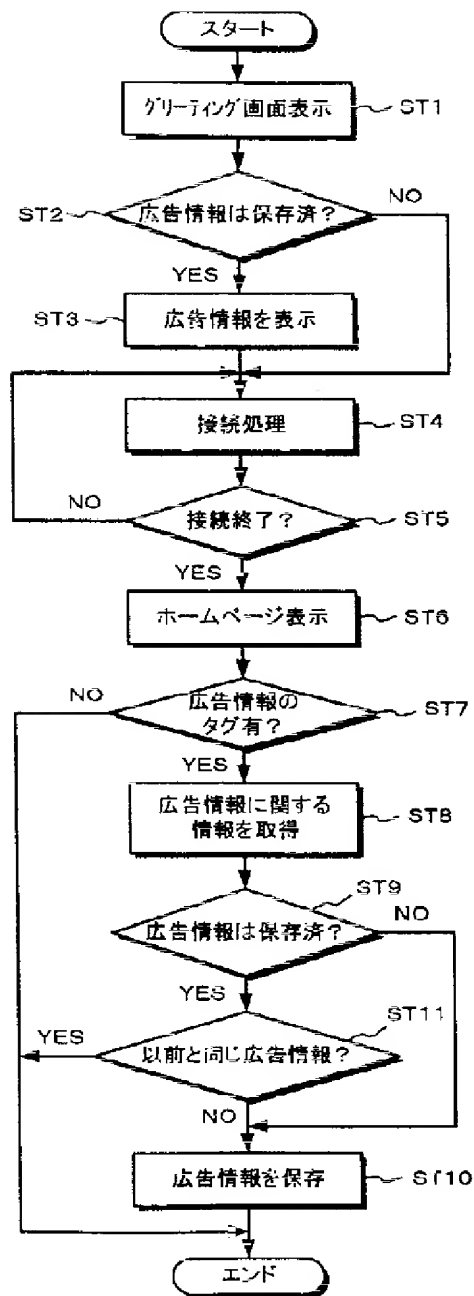 スタート
グリーティング画面表示
ST1
広告情報は保存済?
NO
ST2
YES
広告情報を表示
ST3
接続処理
ST4
NO
接続終了?
ST5
YES
ホームページ表示
ST6
NO
広告情報の
タグ有?
ST7
YES
広告情報に関する
情報を取得
ST8
ST9
広告情報は保存済?
NO
YES
ST11
YES
以前と同じ広告情報?
NO
広告情報を保存
ST10
エンド